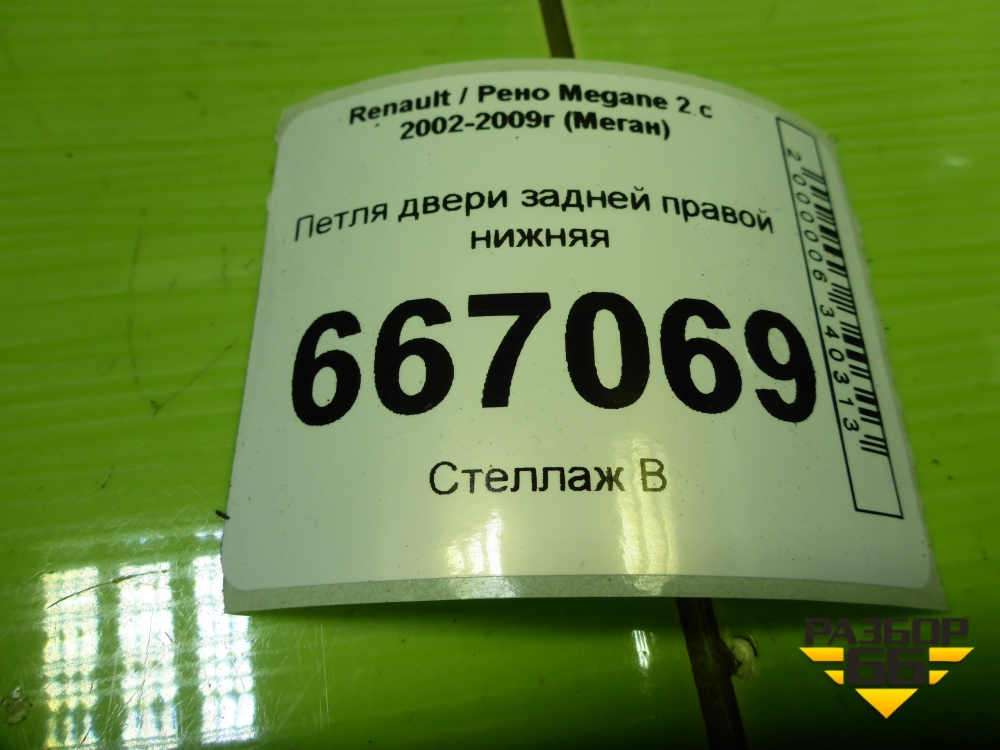 Renault / Рено Megane 2 с
2002-2009г (Меган)
Петля двери задней правой
нижняя
667069
Стеллаж В
2000006340313
РАЗБОР
66